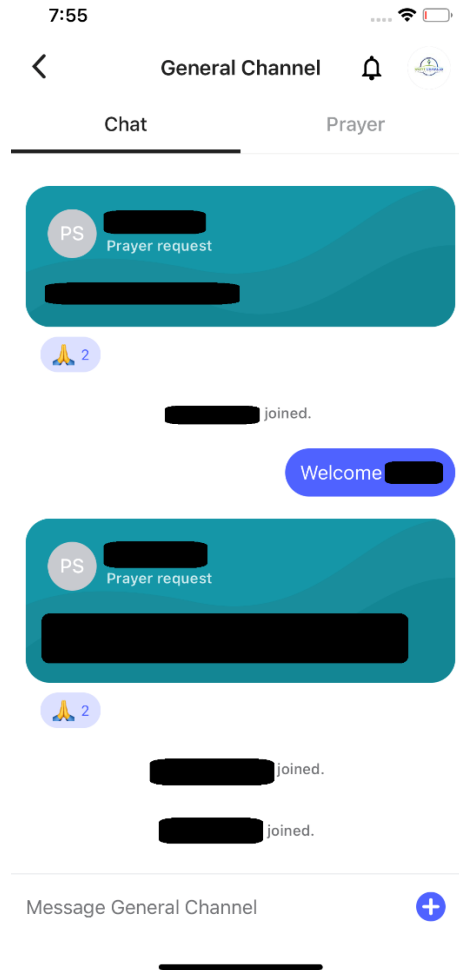 7:55
General Channel
Chat
Prayer
PS
Prayer request
🙏 2
joined.
Welcome
PS
Prayer request
🙏 2
joined.
joined.
Message General Channel